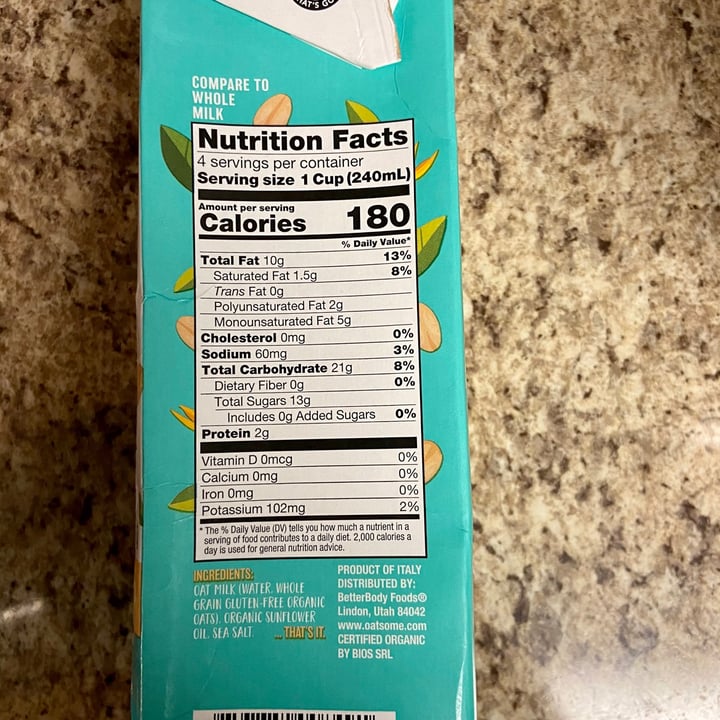 THAT'S GO
COMPARE TO
WHOLE
MILK
Nutrition Facts
4 servings per container
Serving size 1 Cup (240mL)
Amount per serving
Calories 180
% Daily Value*
Total Fat 10g 13%
Saturated Fat 1.5g 8%
Trans Fat 0g
Polyunsaturated Fat 2g
Monounsaturated Fat 5g
Cholesterol 0mg 0%
Sodium 60mg 3%
Total Carbohydrate 21g 8%
Dietary Fiber 0g 0%
Total Sugars 13g
Includes 0g Added Sugars 0%
Protein 2g
Vitamin D 0mcg 0%
Calcium 0mg 0%
Iron 0mg 0%
Potassium 102mg 2%
* The % Daily Value (DV) tells you how much a nutrient in a
serving of food contributes to a daily diet. 2,000 calories a
day is used for general nutrition advice.
INGREDIENTS:
OAT MILK (WATER, WHOLE
GRAIN GLUTEN-FREE ORGANIC
OATS), ORGANIC SUNFLOWER
OIL, SEA SALT. ...THAT'S IT.
PRODUCT OF ITALY
DISTRIBUTED BY:
BetterBody Foods®
Lindon, Utah 84042
www.oatsome.com
CERTIFIED ORGANIC
BY BIOS SRL